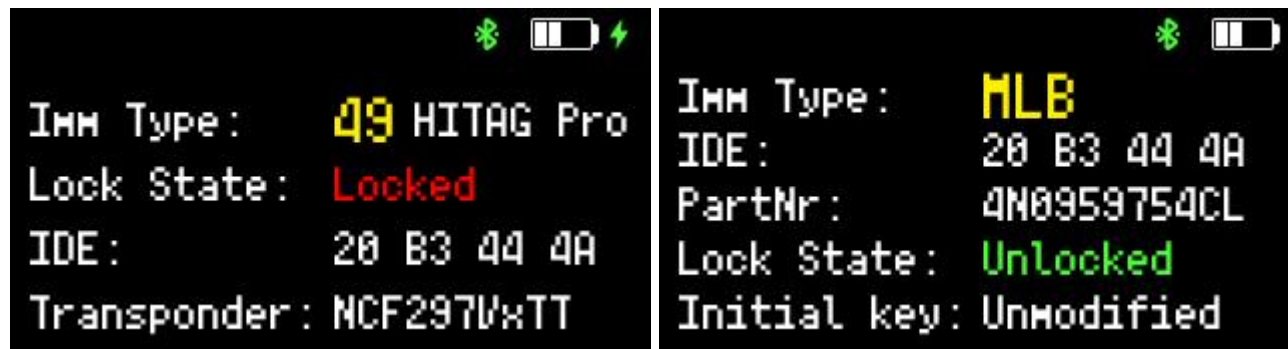 Imm Type: 49 HITAG Pro
Lock State: Locked
IDE: 20 B3 44 4A
Transponder: NCF297VxTT
Imm Type: MLB
IDE: 20 B3 44 4A
PartNr: 4N0959754CL
Lock State: Unlocked
Initial key: Unmodified